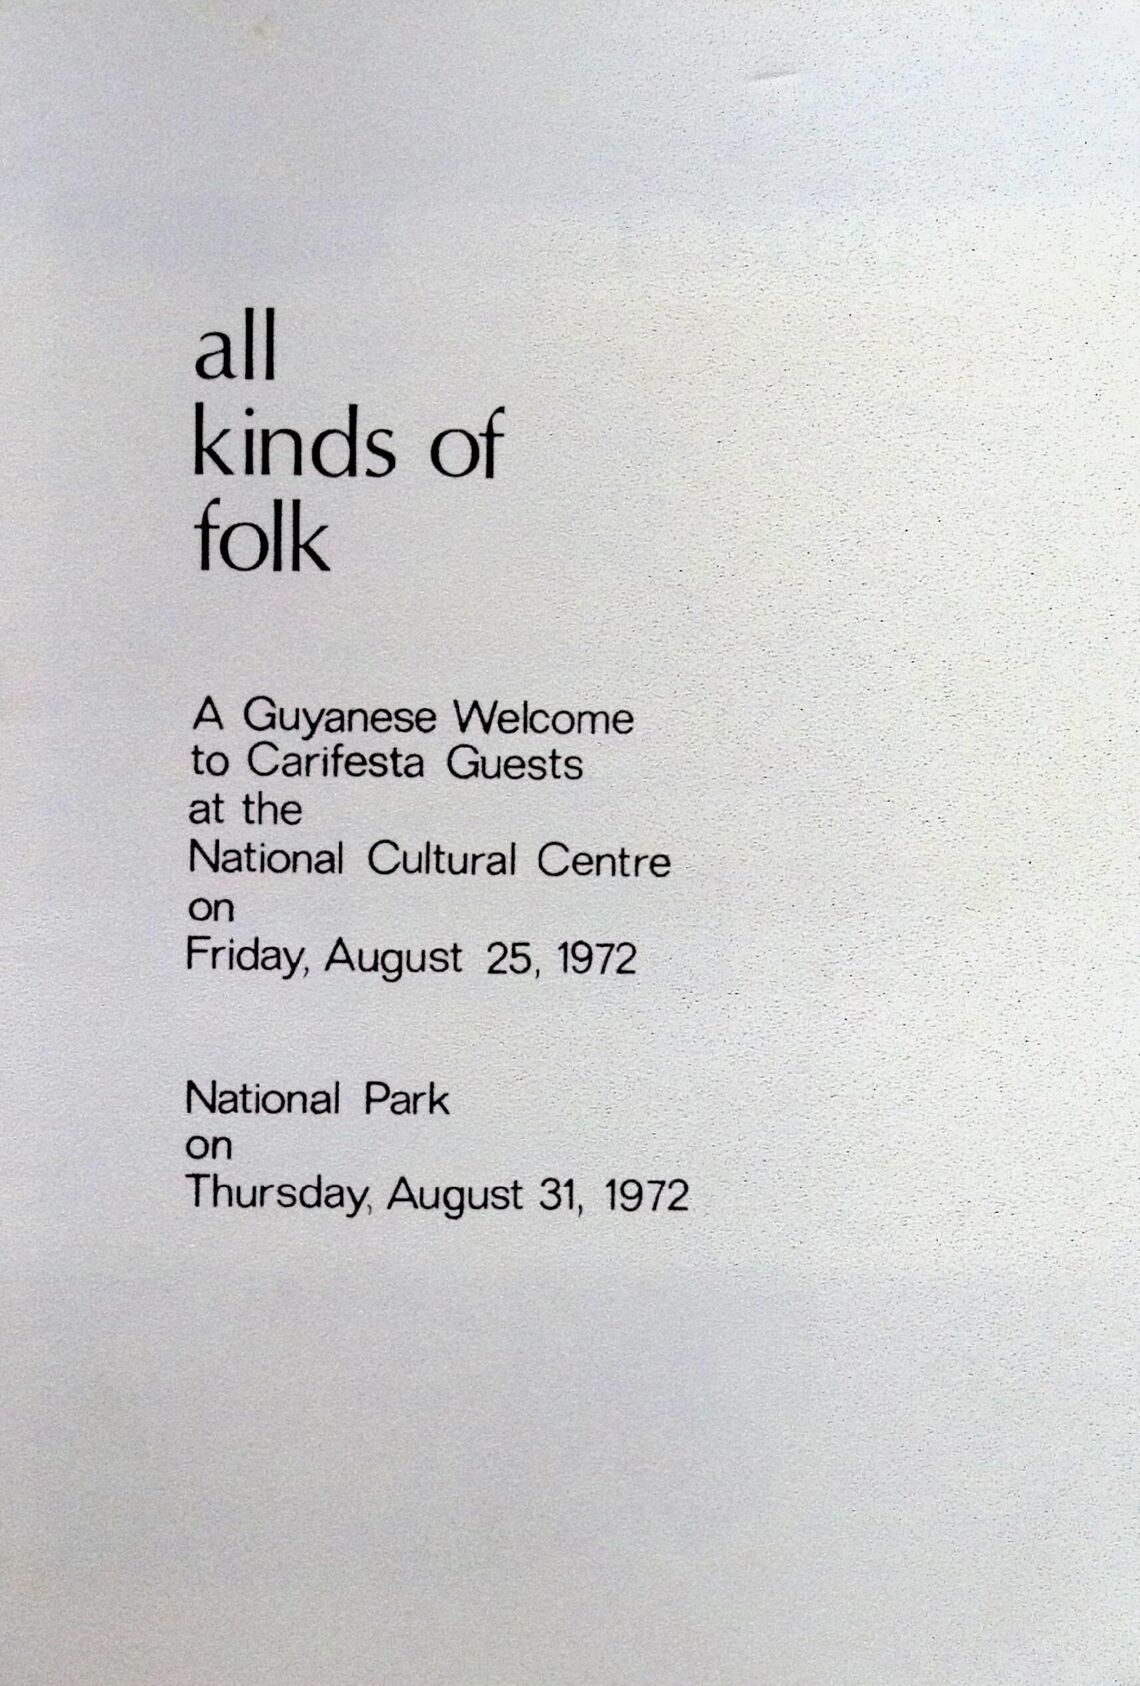 all
kinds of
folk
A Guyanese Welcome
to Carifesta Guests
at the
National Cultural Centre
on
Friday, August 25, 1972
National Park
on
Thursday, August 31, 1972